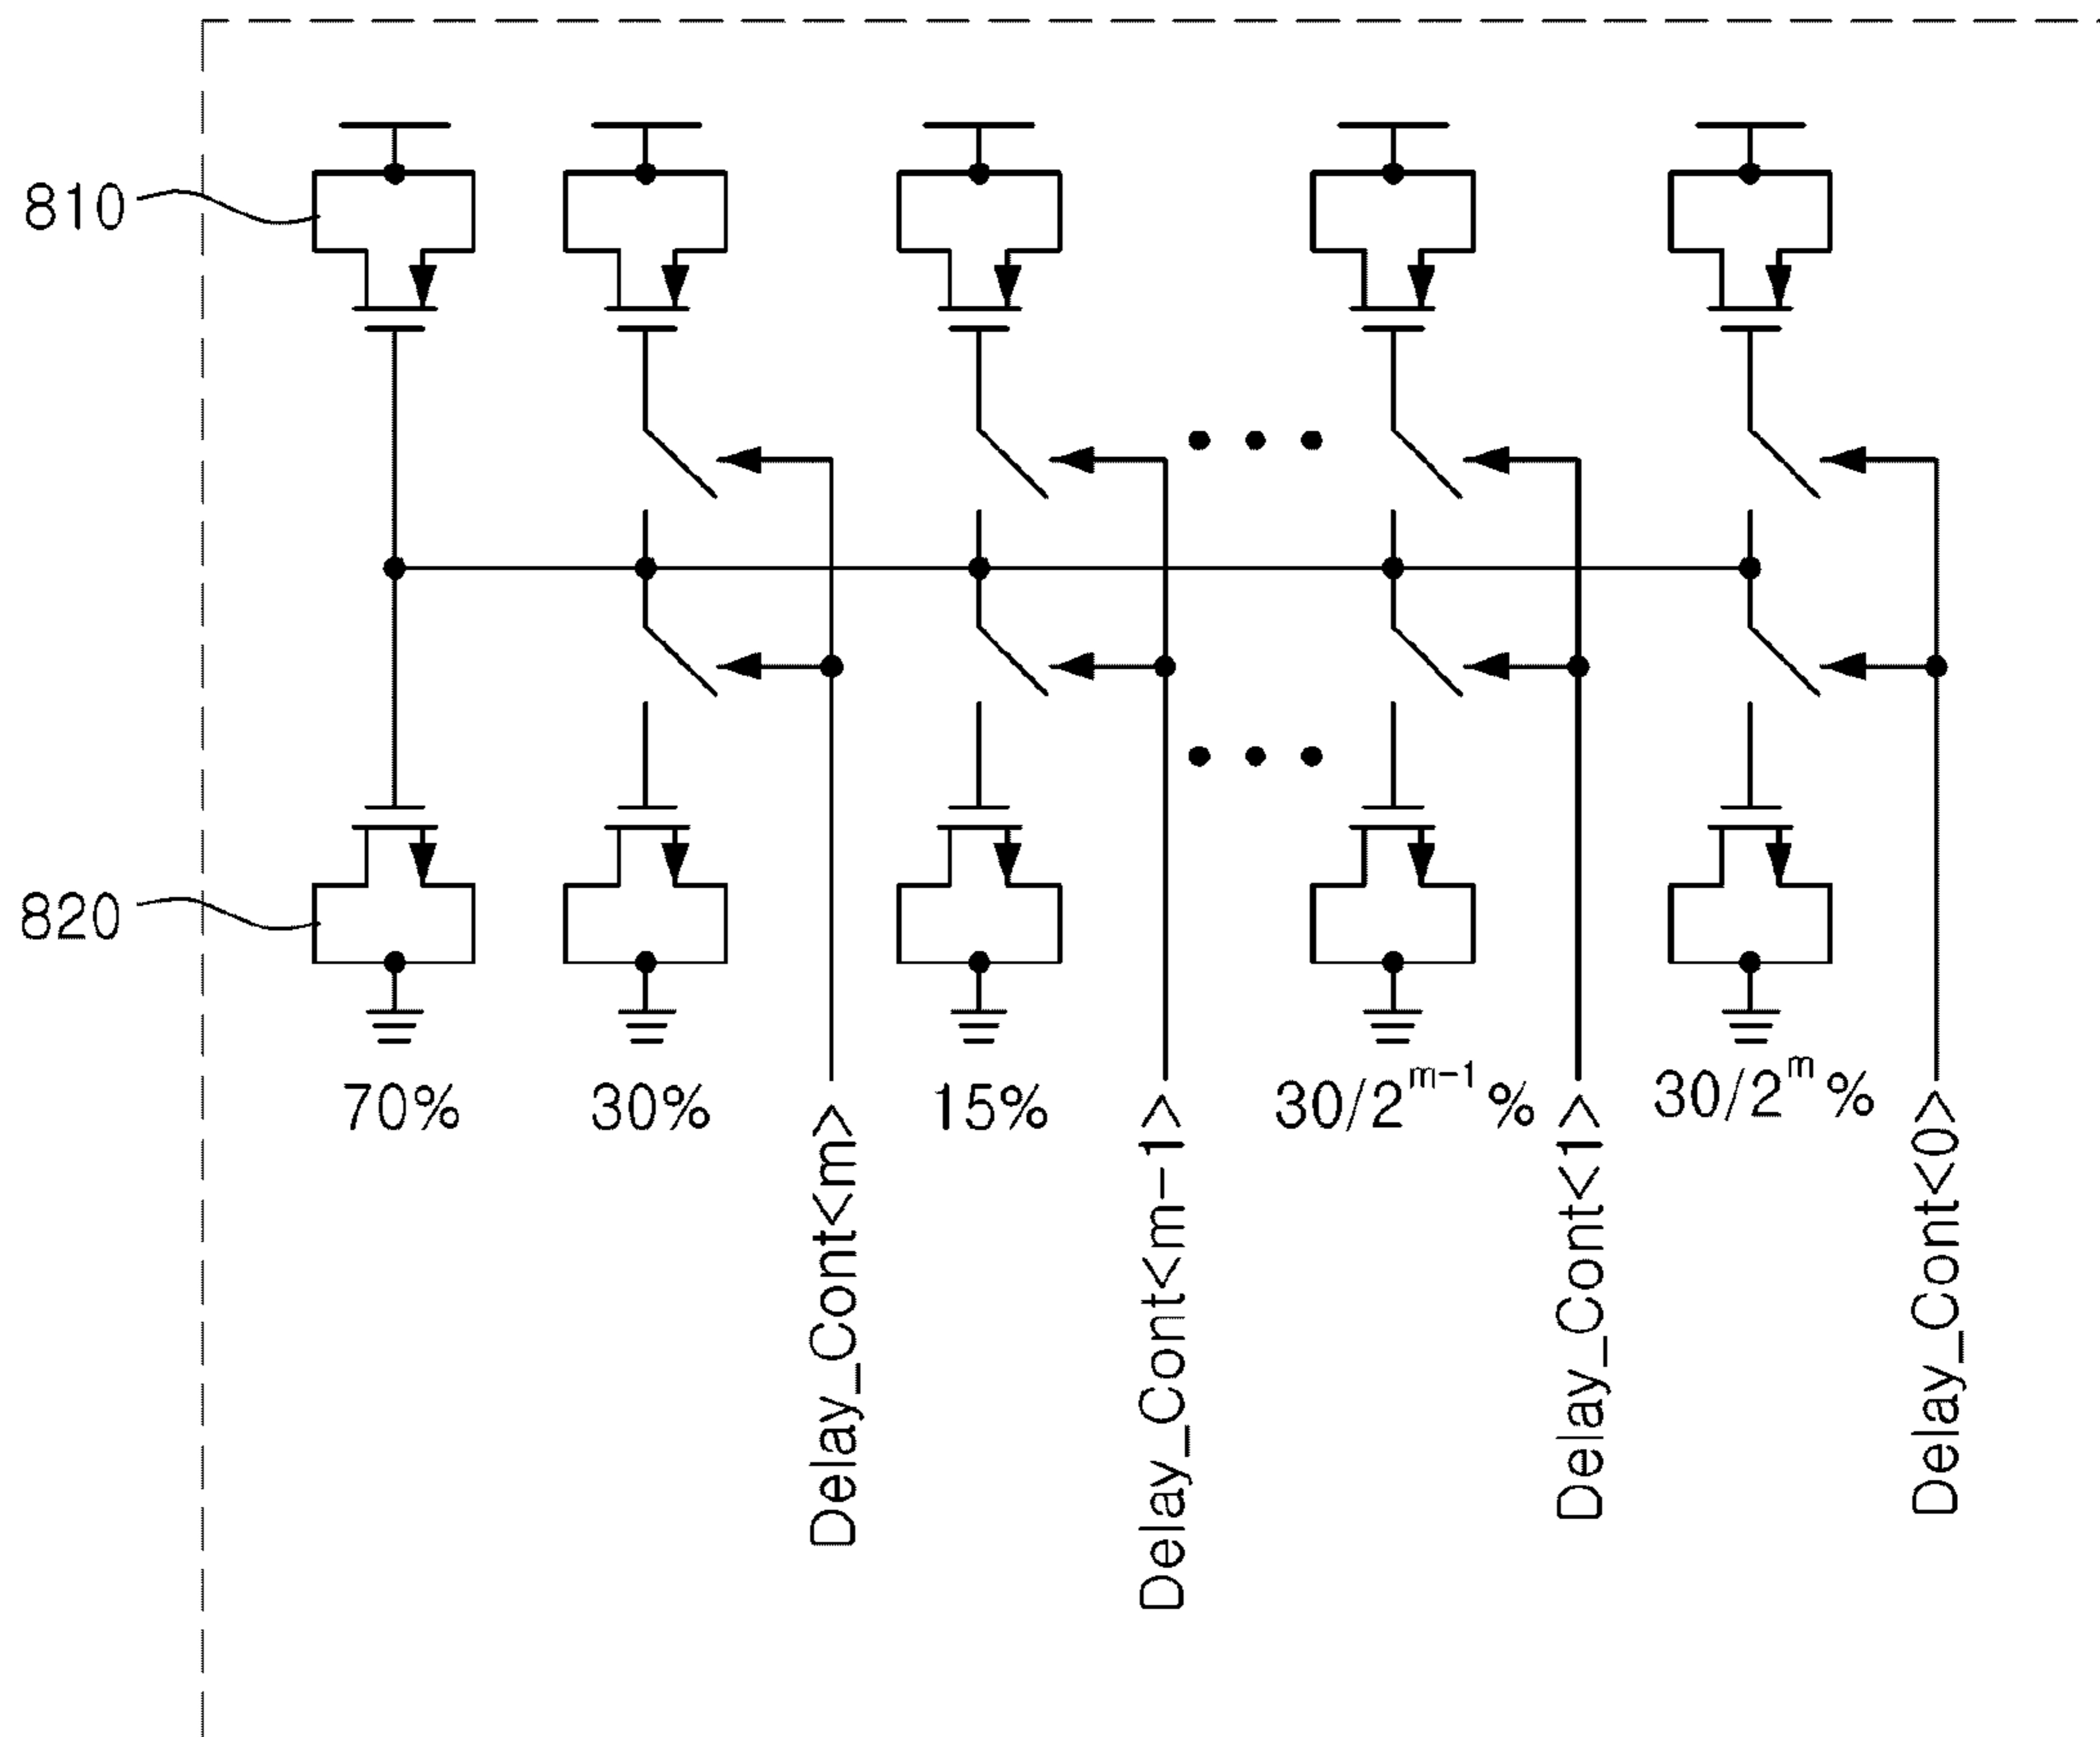 810
820
70%
30%
15%
30/2^{m-1}%
30/2^{m}%
Delay_Cont<m>
Delay_Cont<m-1>
Delay_Cont<1>
Delay_Cont<0>